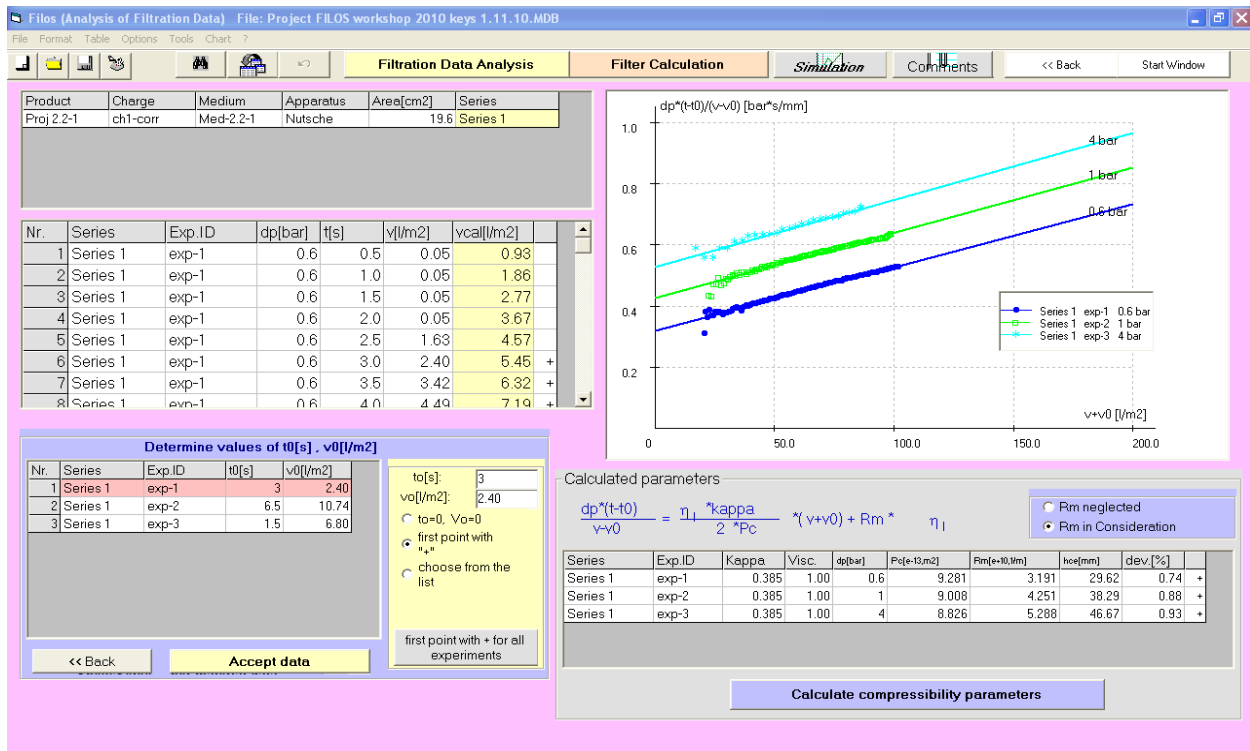 Filos (Analysis of Filtration Data) File: Project FILOS workshop 2010 keys 1.11.10.MDB
File Format Table Options Tools Chart ?
Filtration Data Analysis Filter Calculation Simulation Comments << Back Start Window
Product Charge Medium Apparatus Area[cm2] Series
Proj 2.2-1 ch1-corr Med-2.2-1 Nutsche 19.6 Series 1
Nr. Series Exp.ID dp[bar] t[s] v[l/m2] vcal[l/m2]
1 Series 1 exp-1 0.6 0.5 0.05 0.93
2 Series 1 exp-1 0.6 1.0 0.05 1.86
3 Series 1 exp-1 0.6 1.5 0.05 2.77
4 Series 1 exp-1 0.6 2.0 0.05 3.67
5 Series 1 exp-1 0.6 2.5 1.63 4.57
6 Series 1 exp-1 0.6 3.0 2.40 5.45 +
7 Series 1 exp-1 0.6 3.5 3.42 6.32 +
8 Series 1 exp-1 0.6 4.0 4.49 7.19 +
dp*(t-t0)/(v-v0) [bar*s/mm]
1.0
0.8
0.6
0.4
0.2
4 bar
1 bar
0.6 bar
Series 1 exp-1 0.6 bar
Series 1 exp-2 1 bar
Series 1 exp-3 4 bar
v+v0 [l/m2]
0 50.0 100.0 150.0 200.0
Determine values of t0[s] , v0[l/m2]
Nr. Series Exp.ID t0[s] v0[l/m2]
1 Series 1 exp-1 3 2.40
2 Series 1 exp-2 6.5 10.74
3 Series 1 exp-3 1.5 6.80
to[s]: 3
vo[l/m2]: 2.40
to=0, Vo=0
first point with
"+"
choose from the
list
first point with + for all
experiments
<< Back Accept data
Calculated parameters
dp*(t-t0)
v-v0
= η l *kappa
2 *Pc
*( v+v0) + Rm * η l
Rm neglected
Rm in Consideration
Series Exp.ID Kappa Visc. dp[bar] Pc[e-13,m2] Rm[e+10,1/m] hce[mm] dev.[%]
Series 1 exp-1 0.385 1.00 0.6 9.281 3.191 29.62 0.74 +
Series 1 exp-2 0.385 1.00 1 9.008 4.251 38.29 0.88 +
Series 1 exp-3 0.385 1.00 4 8.826 5.288 46.67 0.93 +
Calculate compressibility parameters